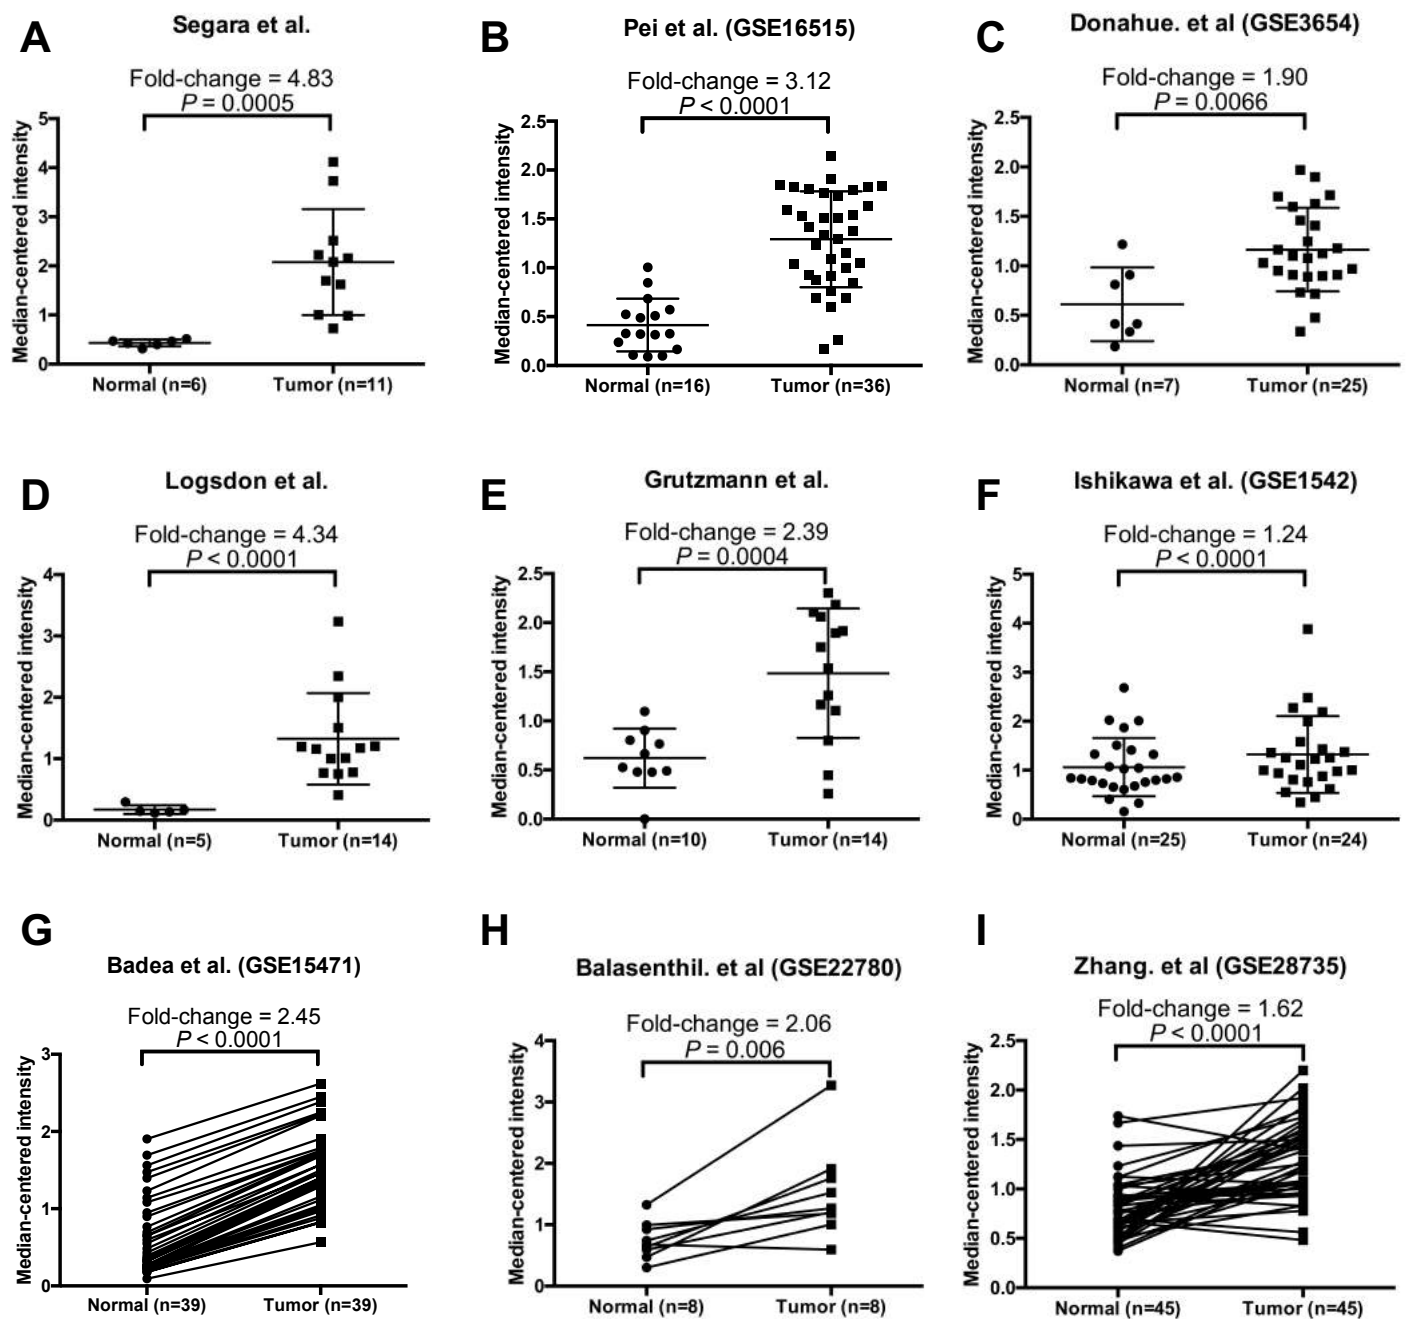 A
Segara et al.
Fold-change = 4.83
P = 0.0005
Median-centered intensity
5
4
3
2
1
0
Normal (n=6)
Tumor (n=11)
B
Pei et al. (GSE16515)
Fold-change = 3.12
P < 0.0001
Median-centered intensity
2.5
2.0
1.5
1.0
0.5
0.0
Normal (n=16)
Tumor (n=36)
C
Donahue. et al (GSE3654)
Fold-change = 1.90
P = 0.0066
Median-centered intensity
2.5
2.0
1.5
1.0
0.5
0.0
Normal (n=7)
Tumor (n=25)
D
Logsdon et al.
Fold-change = 4.34
P < 0.0001
Median-centered intensity
4
3
2
1
0
Normal (n=5)
Tumor (n=14)
E
Grutzmann et al.
Fold-change = 2.39
P = 0.0004
Median-centered intensity
2.5
2.0
1.5
1.0
0.5
0.0
Normal (n=10)
Tumor (n=14)
F
Ishikawa et al. (GSE1542)
Fold-change = 1.24
P < 0.0001
Median-centered intensity
5
4
3
2
1
0
Normal (n=25)
Tumor (n=24)
G
Badea et al. (GSE15471)
Fold-change = 2.45
P < 0.0001
Median-centered intensity
3
2
1
0
Normal (n=39)
Tumor (n=39)
H
Balasenthil. et al (GSE22780)
Fold-change = 2.06
P = 0.006
Median-centered intensity
4
3
2
1
0
Normal (n=8)
Tumor (n=8)
I
Zhang. et al (GSE28735)
Fold-change = 1.62
P < 0.0001
Median-centered intensity
2.5
2.0
1.5
1.0
0.5
0.0
Normal (n=45)
Tumor (n=45)